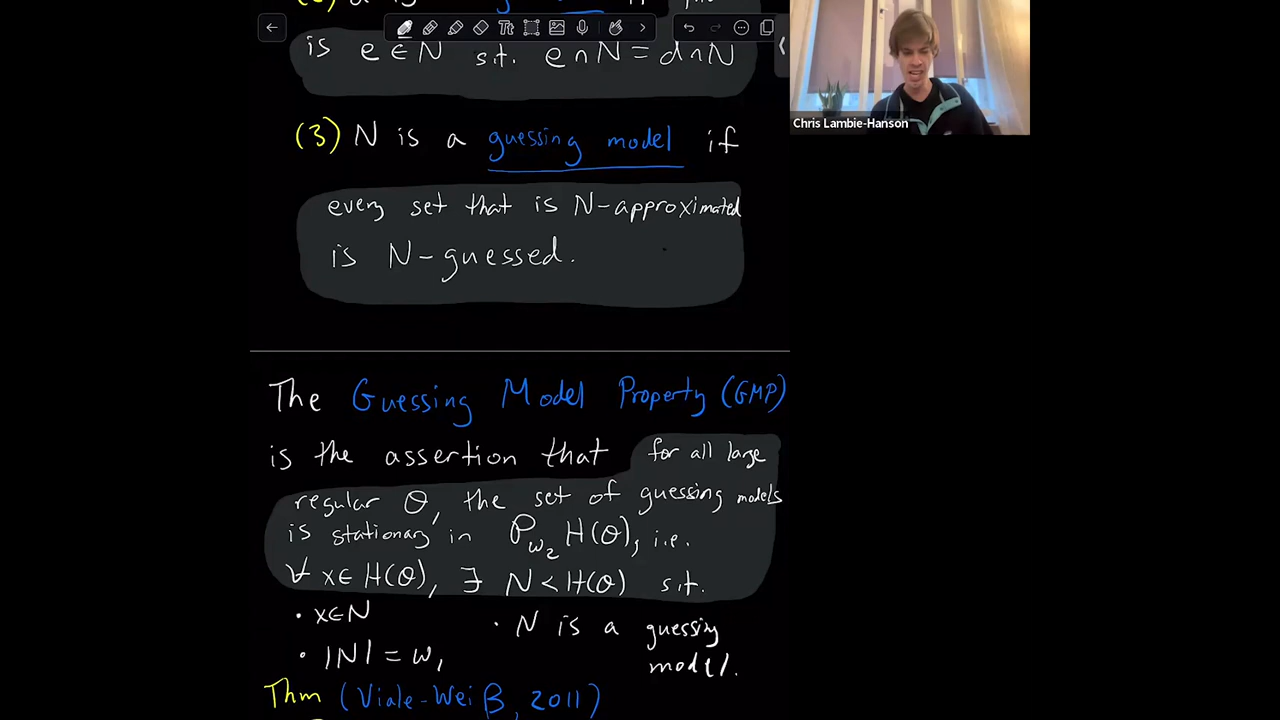 is e ∈ N s.t. e ∩ N = d ∩ N
(3) N is a guessing model if
every set that is N-approximated
is N-guessed.
The Guessing Model Property (GMP)
is the assertion that for all large
regular θ, the set of guessing models
is stationary in P_ω₂ H(θ), i.e.
∀ x∈H(θ), ∃ N ≺ H(θ) s.t.
• x∈N
• N is a guessing model.
• |N| = ω₁
Thm (Viale-Weiß, 2011)
Chris Lambie-Hanson